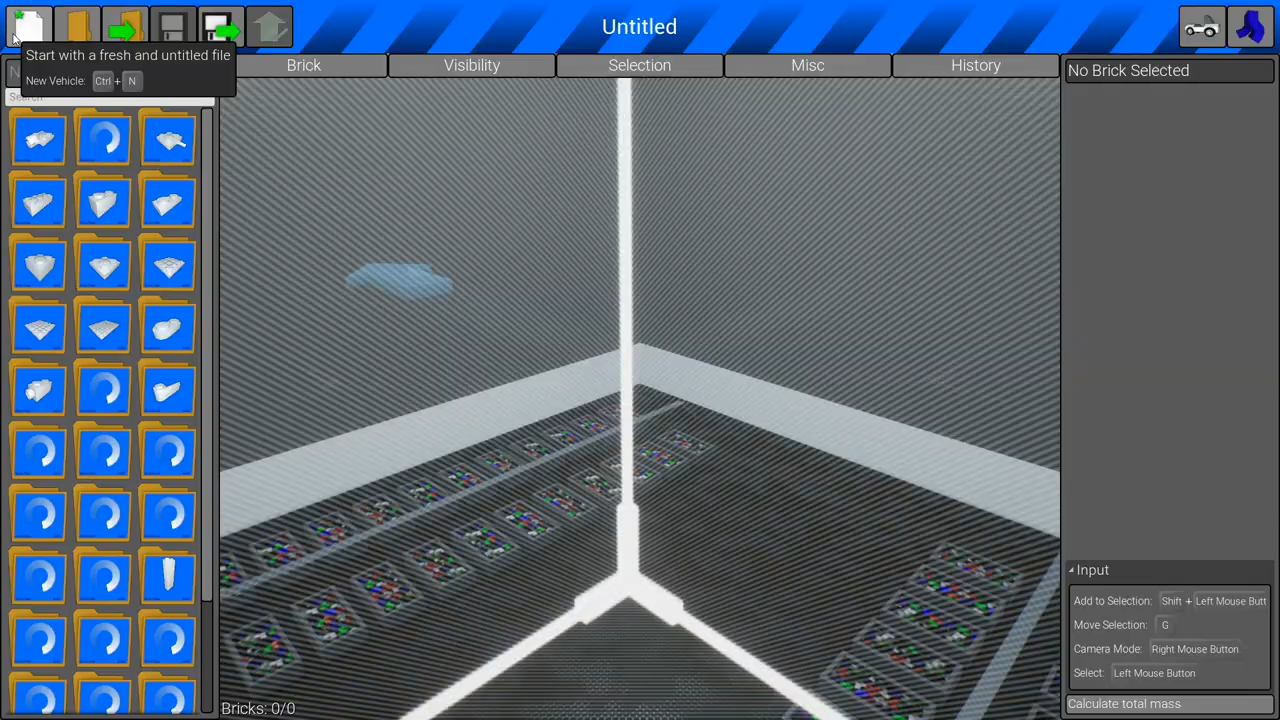 Untitled
Start with a fresh and untitled file
New Vehicle: Ctrl + N
Search
Brick
Visibility
Selection
Misc
History
No Brick Selected
Input
Add to Selection: Shift + Left Mouse Butt
Move Selection: G
Camera Mode: Right Mouse Button
Select: Left Mouse Button
Calculate total mass
Bricks: 0/0